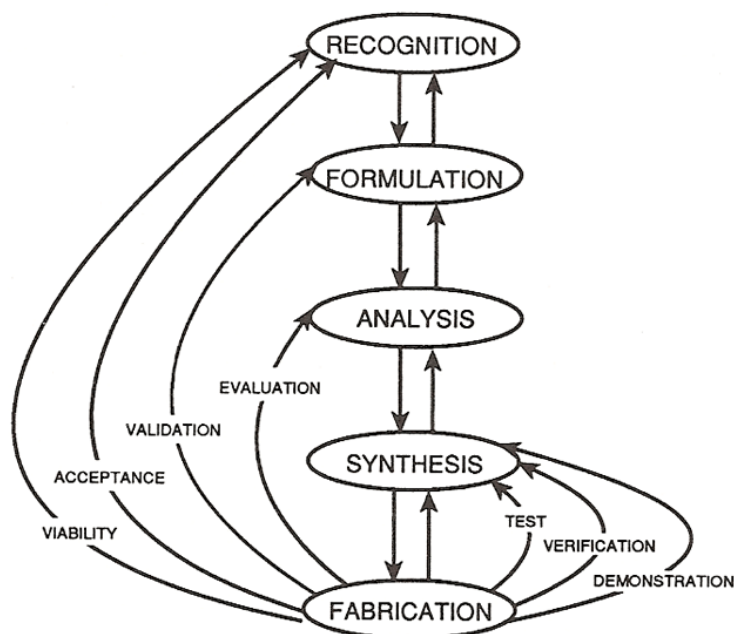 RECOGNITION
FORMULATION
ANALYSIS
EVALUATION
VALIDATION
SYNTHESIS
ACCEPTANCE
TEST
VIABILITY
VERIFICATION
DEMONSTRATION
FABRICATION